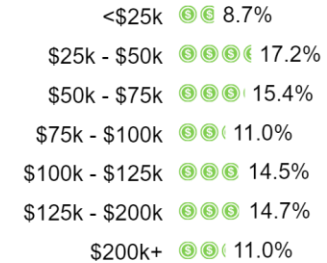 <$25k 8.7%
$25k - $50k 17.2%
$50k - $75k 15.4%
$75k - $100k 11.0%
$100k - $125k 14.5%
$125k - $200k 14.7%
$200k+ 11.0%